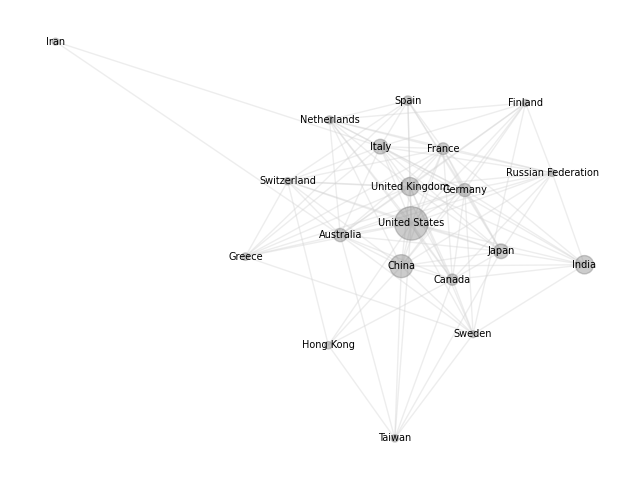 Iran
Spain
Finland
Netherlands
Italy
France
Russian Federation
Switzerland
United Kingdom
Germany
United States
Australia
Japan
Greece
China
India
Canada
Sweden
Hong Kong
Taiwan